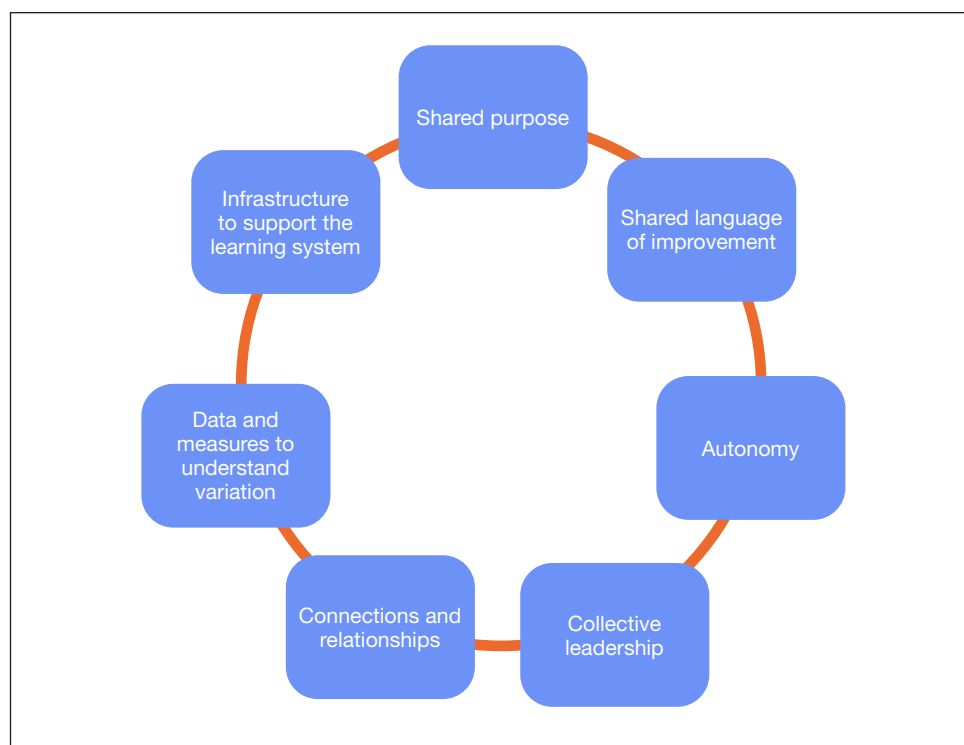 Shared purpose
Shared language
of improvement
Autonomy
Collective
leadership
Connections and
relationships
Data and
measures to
understand
variation
Infrastructure
to support the
learning system